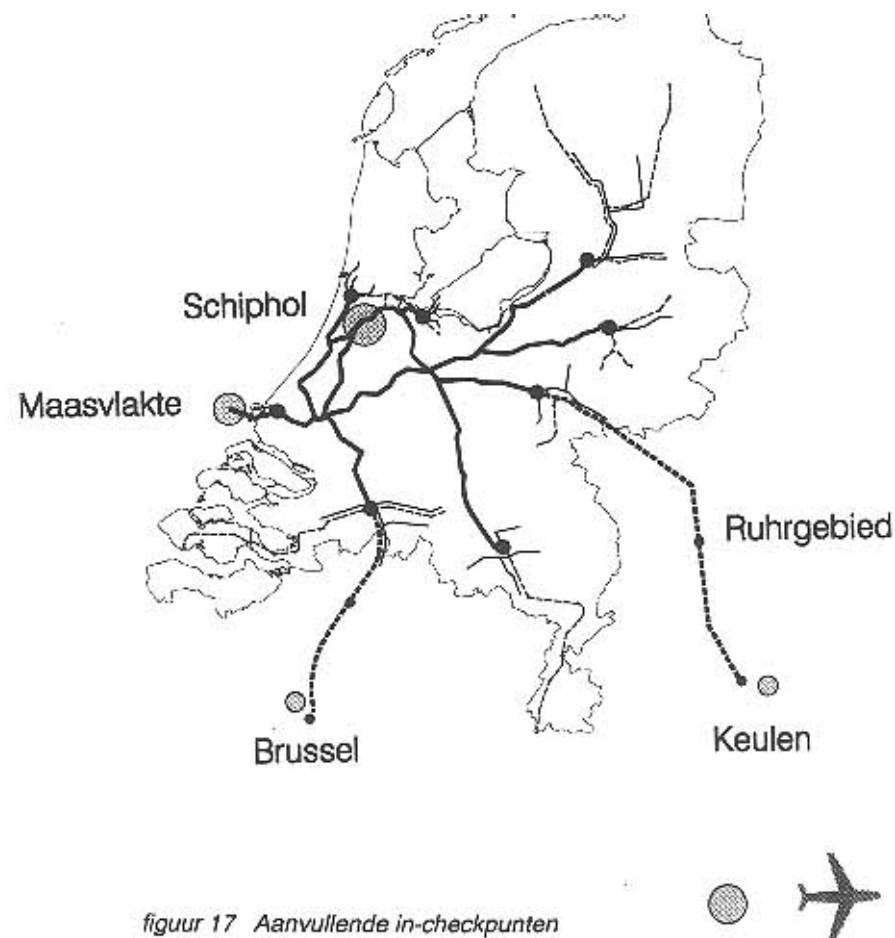 Schiphol
Maasvlakte
Ruhrgebied
Brussel
Keulen
figuur 17 Aanvullende in-checkpunten